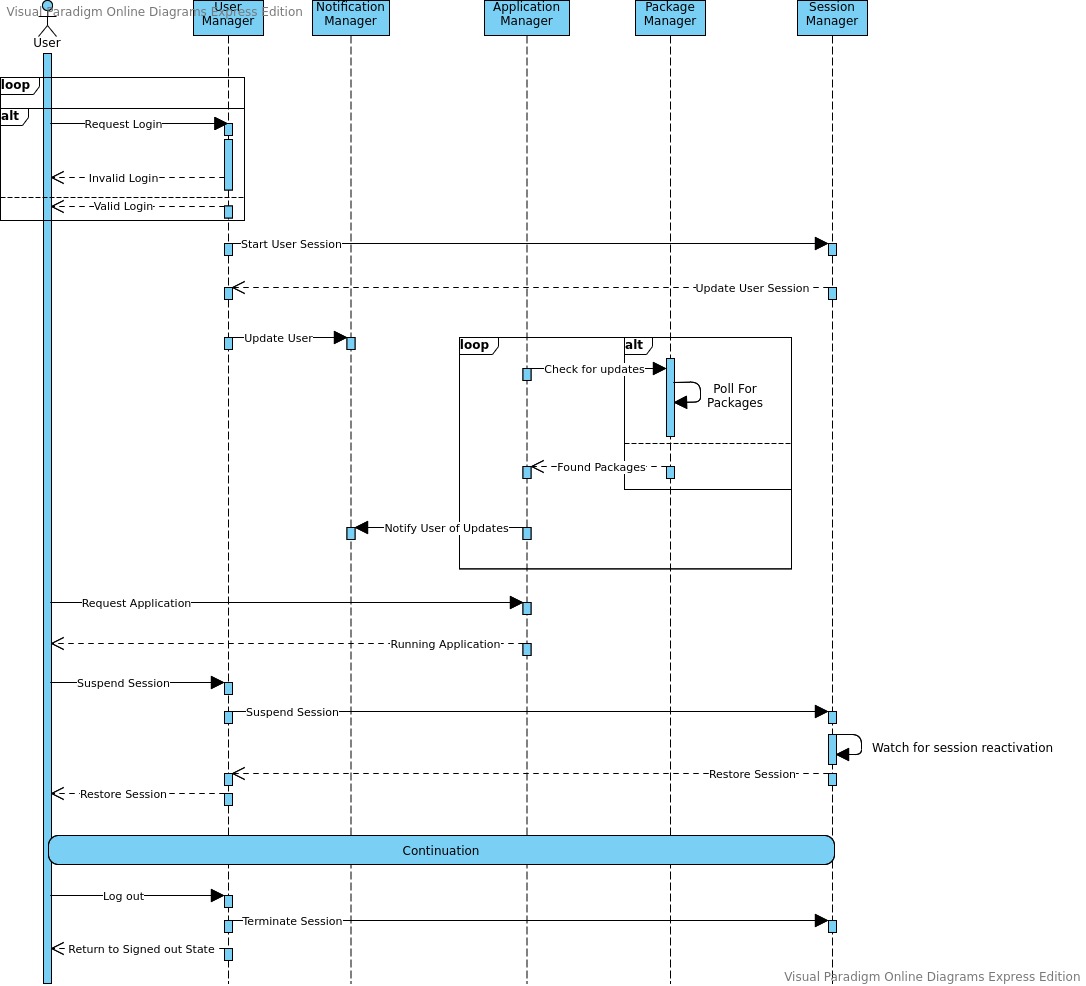 Visual Paradigm Online Diagrams Express Edition
User
User
Manager
Notification
Manager
Application
Manager
Package
Manager
Session
Manager
loop
alt
Request Login
Invalid Login
Valid Login
Start User Session
Update User Session
Update User
loop
alt
Check for updates
Poll For
Packages
Found Packages
Notify User of Updates
Request Application
Running Application
Suspend Session
Suspend Session
Watch for session reactivation
Restore Session
Restore Session
Continuation
Log out
Terminate Session
Return to Signed out State
Visual Paradigm Online Diagrams Express Edition